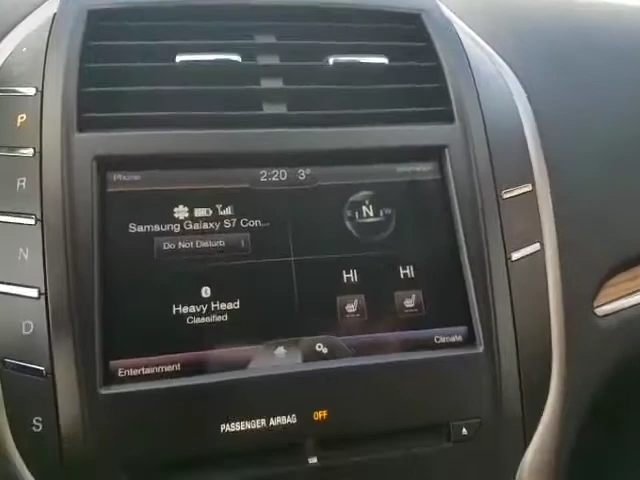 P
R
N
D
S
Phone
2:20 3°
Samsung Galaxy S7 Con...
Do Not Disturb
N
E W
HI HI
Heavy Head
Classified
Entertainment
Climate
PASSENGER AIRBAG OFF